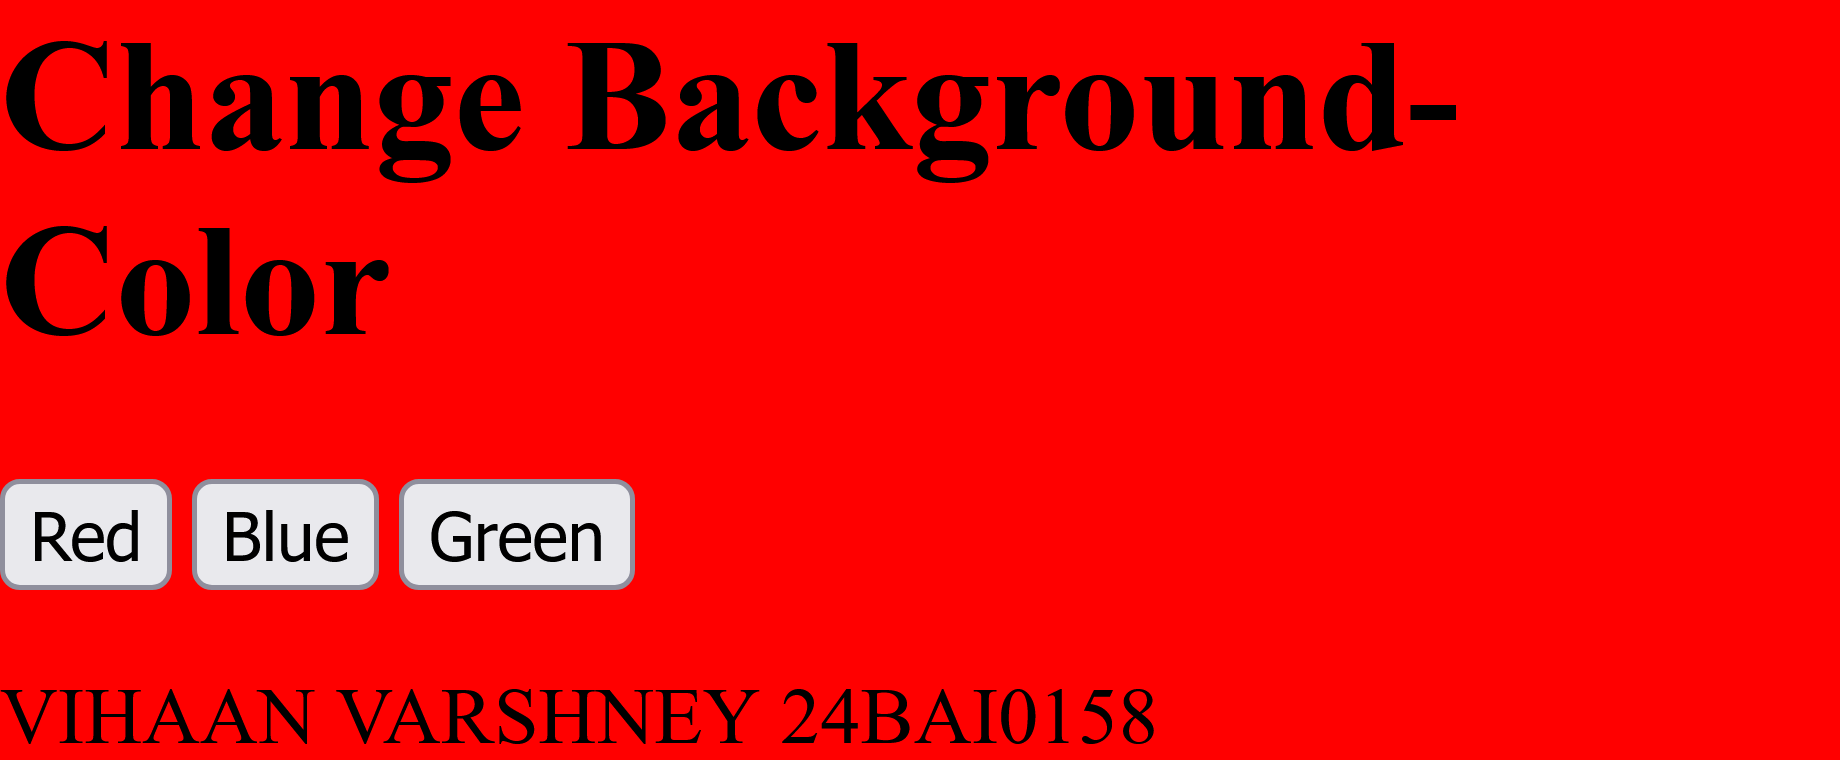 Change Background-
Color
Red Blue Green
VIHAAN VARSHNEY 24BAI0158